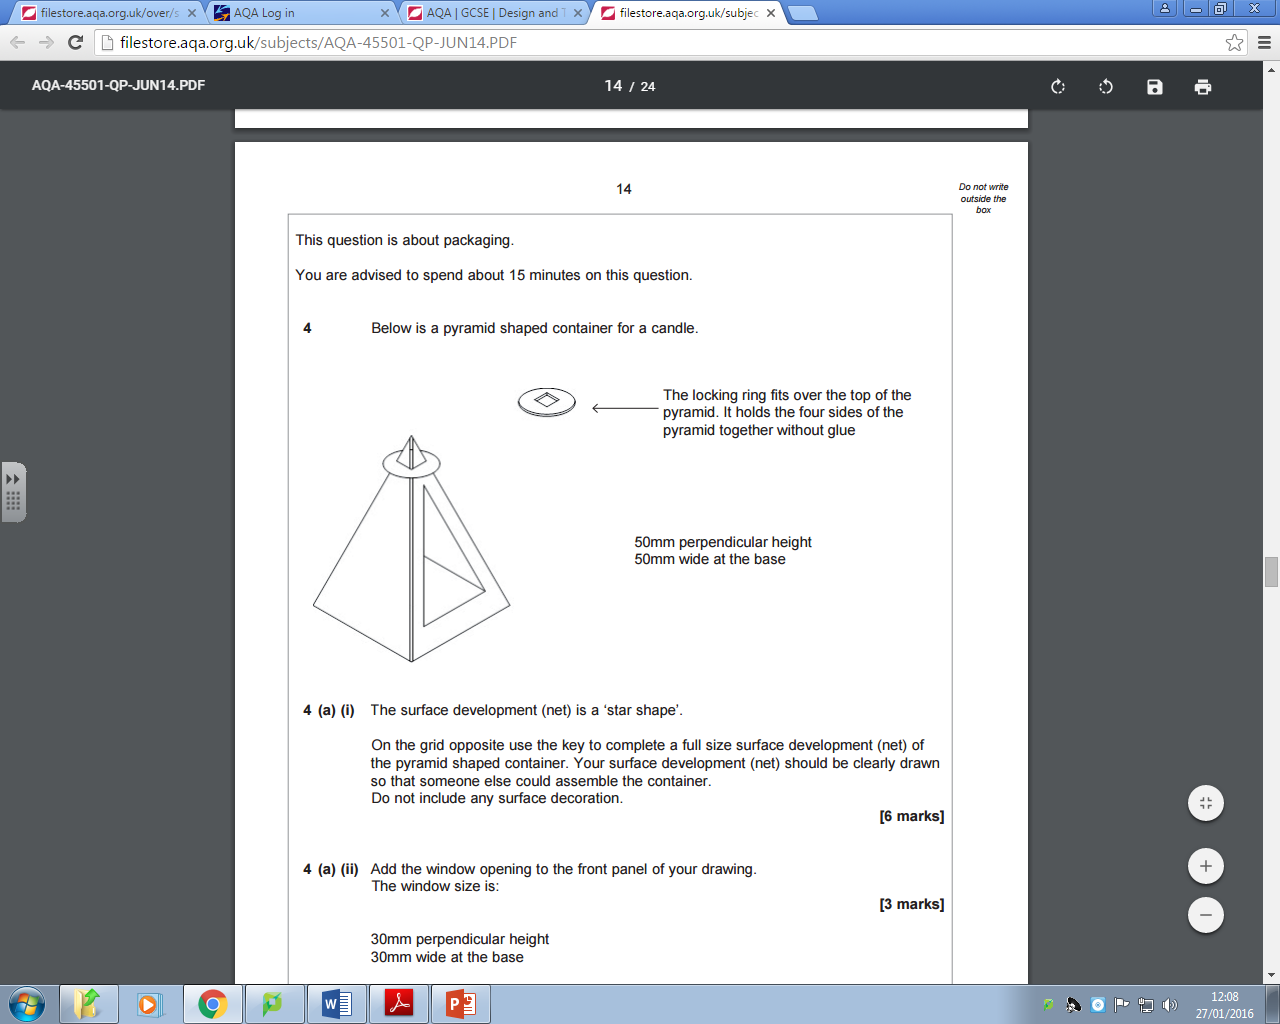 filestore.aqa.org.uk/over/s
AQA Log in
AQA | GCSE | Design and T
filestore.aqa.org.uk/subjec
filestore.aqa.org.uk/subjects/AQA-45501-QP-JUN14.PDF
AQA-45501-QP-JUN14.PDF
14 / 24
14
Do not write
outside the
box
This question is about packaging.
You are advised to spend about 15 minutes on this question.
4 Below is a pyramid shaped container for a candle.
The locking ring fits over the top of the
pyramid. It holds the four sides of the
pyramid together without glue
50mm perpendicular height
50mm wide at the base
4 (a) (i) The surface development (net) is a ‘star shape’.
On the grid opposite use the key to complete a full size surface development (net) of
the pyramid shaped container. Your surface development (net) should be clearly drawn
so that someone else could assemble the container.
Do not include any surface decoration.
[6 marks]
4 (a) (ii) Add the window opening to the front panel of your drawing.
The window size is:
[3 marks]
30mm perpendicular height
30mm wide at the base
12:08
27/01/2016